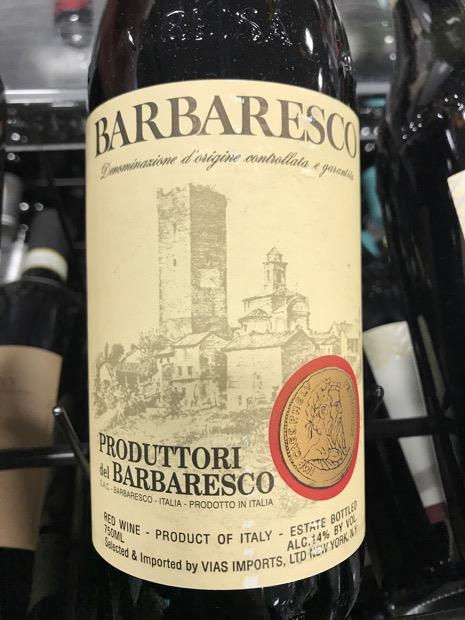 BARBARESCO
Denominazione d'origine controllata e garantita
PRODUTTORI
del BARBARESCO
S.A.C. - BARBARESCO - ITALIA - PRODOTTO IN ITALIA
RED WINE - PRODUCT OF ITALY - ESTATE BOTTLED
750ML ALC. 14% BY VOL.
Selected & Imported by VIAS IMPORTS, LTD NEW YORK, N.Y.